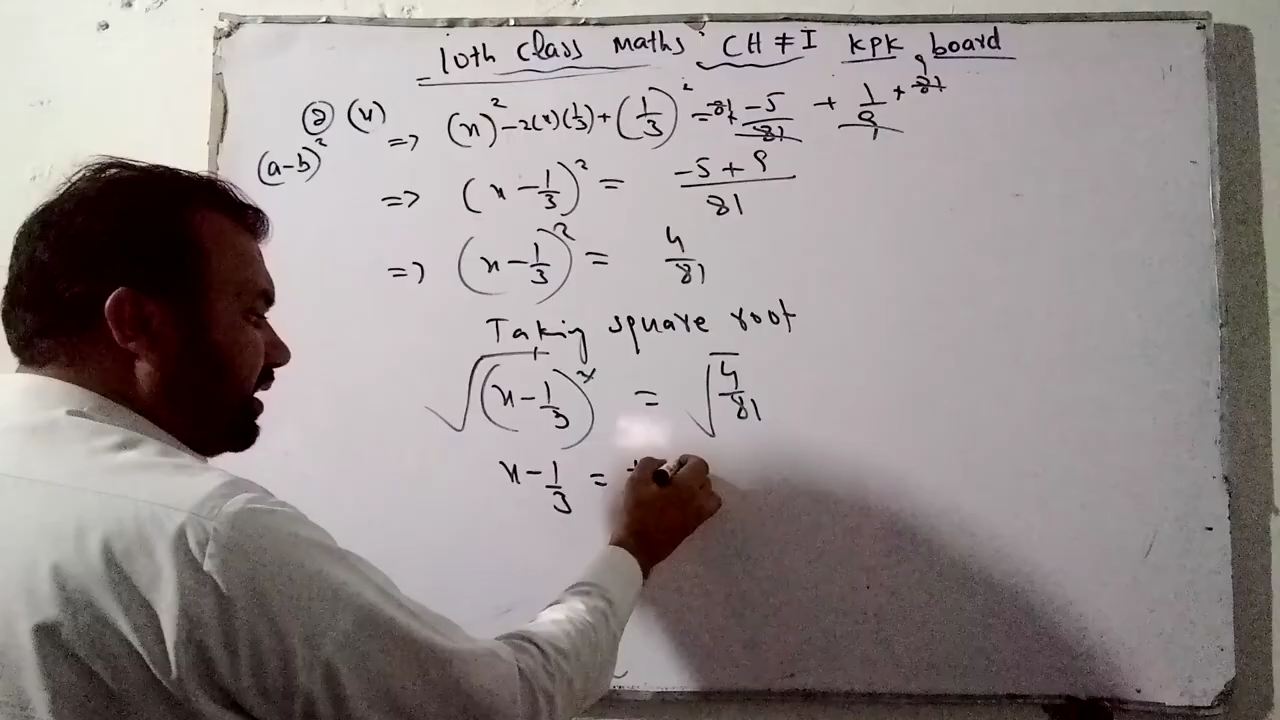 10th class maths CH # I KPK board
② (v)
=> (x)² - 2(x)(1/3) + (1/3)² = -5/81 + 1/9
(a-b)²
=> (x - 1/3)² = -5 + 9 / 81
=> (x - 1/3)² = 4/81
Taking square root
√(x - 1/3)² = √4/81
x - 1/3 =